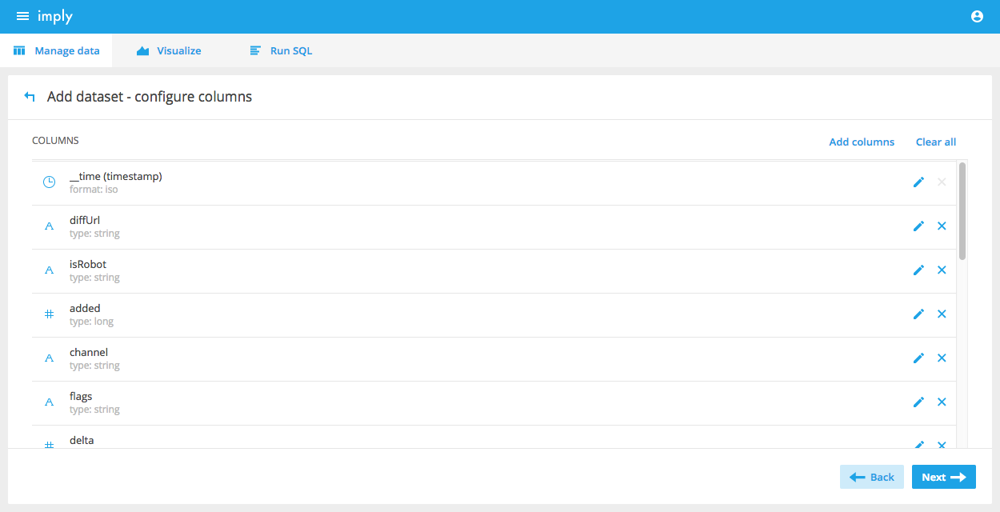 imply
Manage data
Visualize
Run SQL
Add dataset - configure columns
COLUMNS
Add columns
Clear all
__time (timestamp)
format: iso
diffUrl
type: string
isRobot
type: string
added
type: long
channel
type: string
flags
type: string
delta
Back
Next